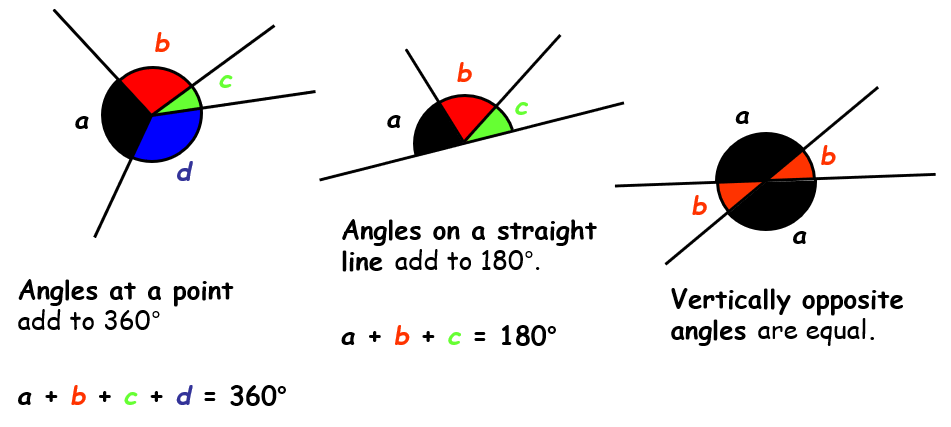 b
c
a
d
Angles at a point
add to 360°
a + b + c + d = 360°
b
c
a
Angles on a straight
line add to 180°.
a + b + c = 180°
a
b
b
a
Vertically opposite
angles are equal.